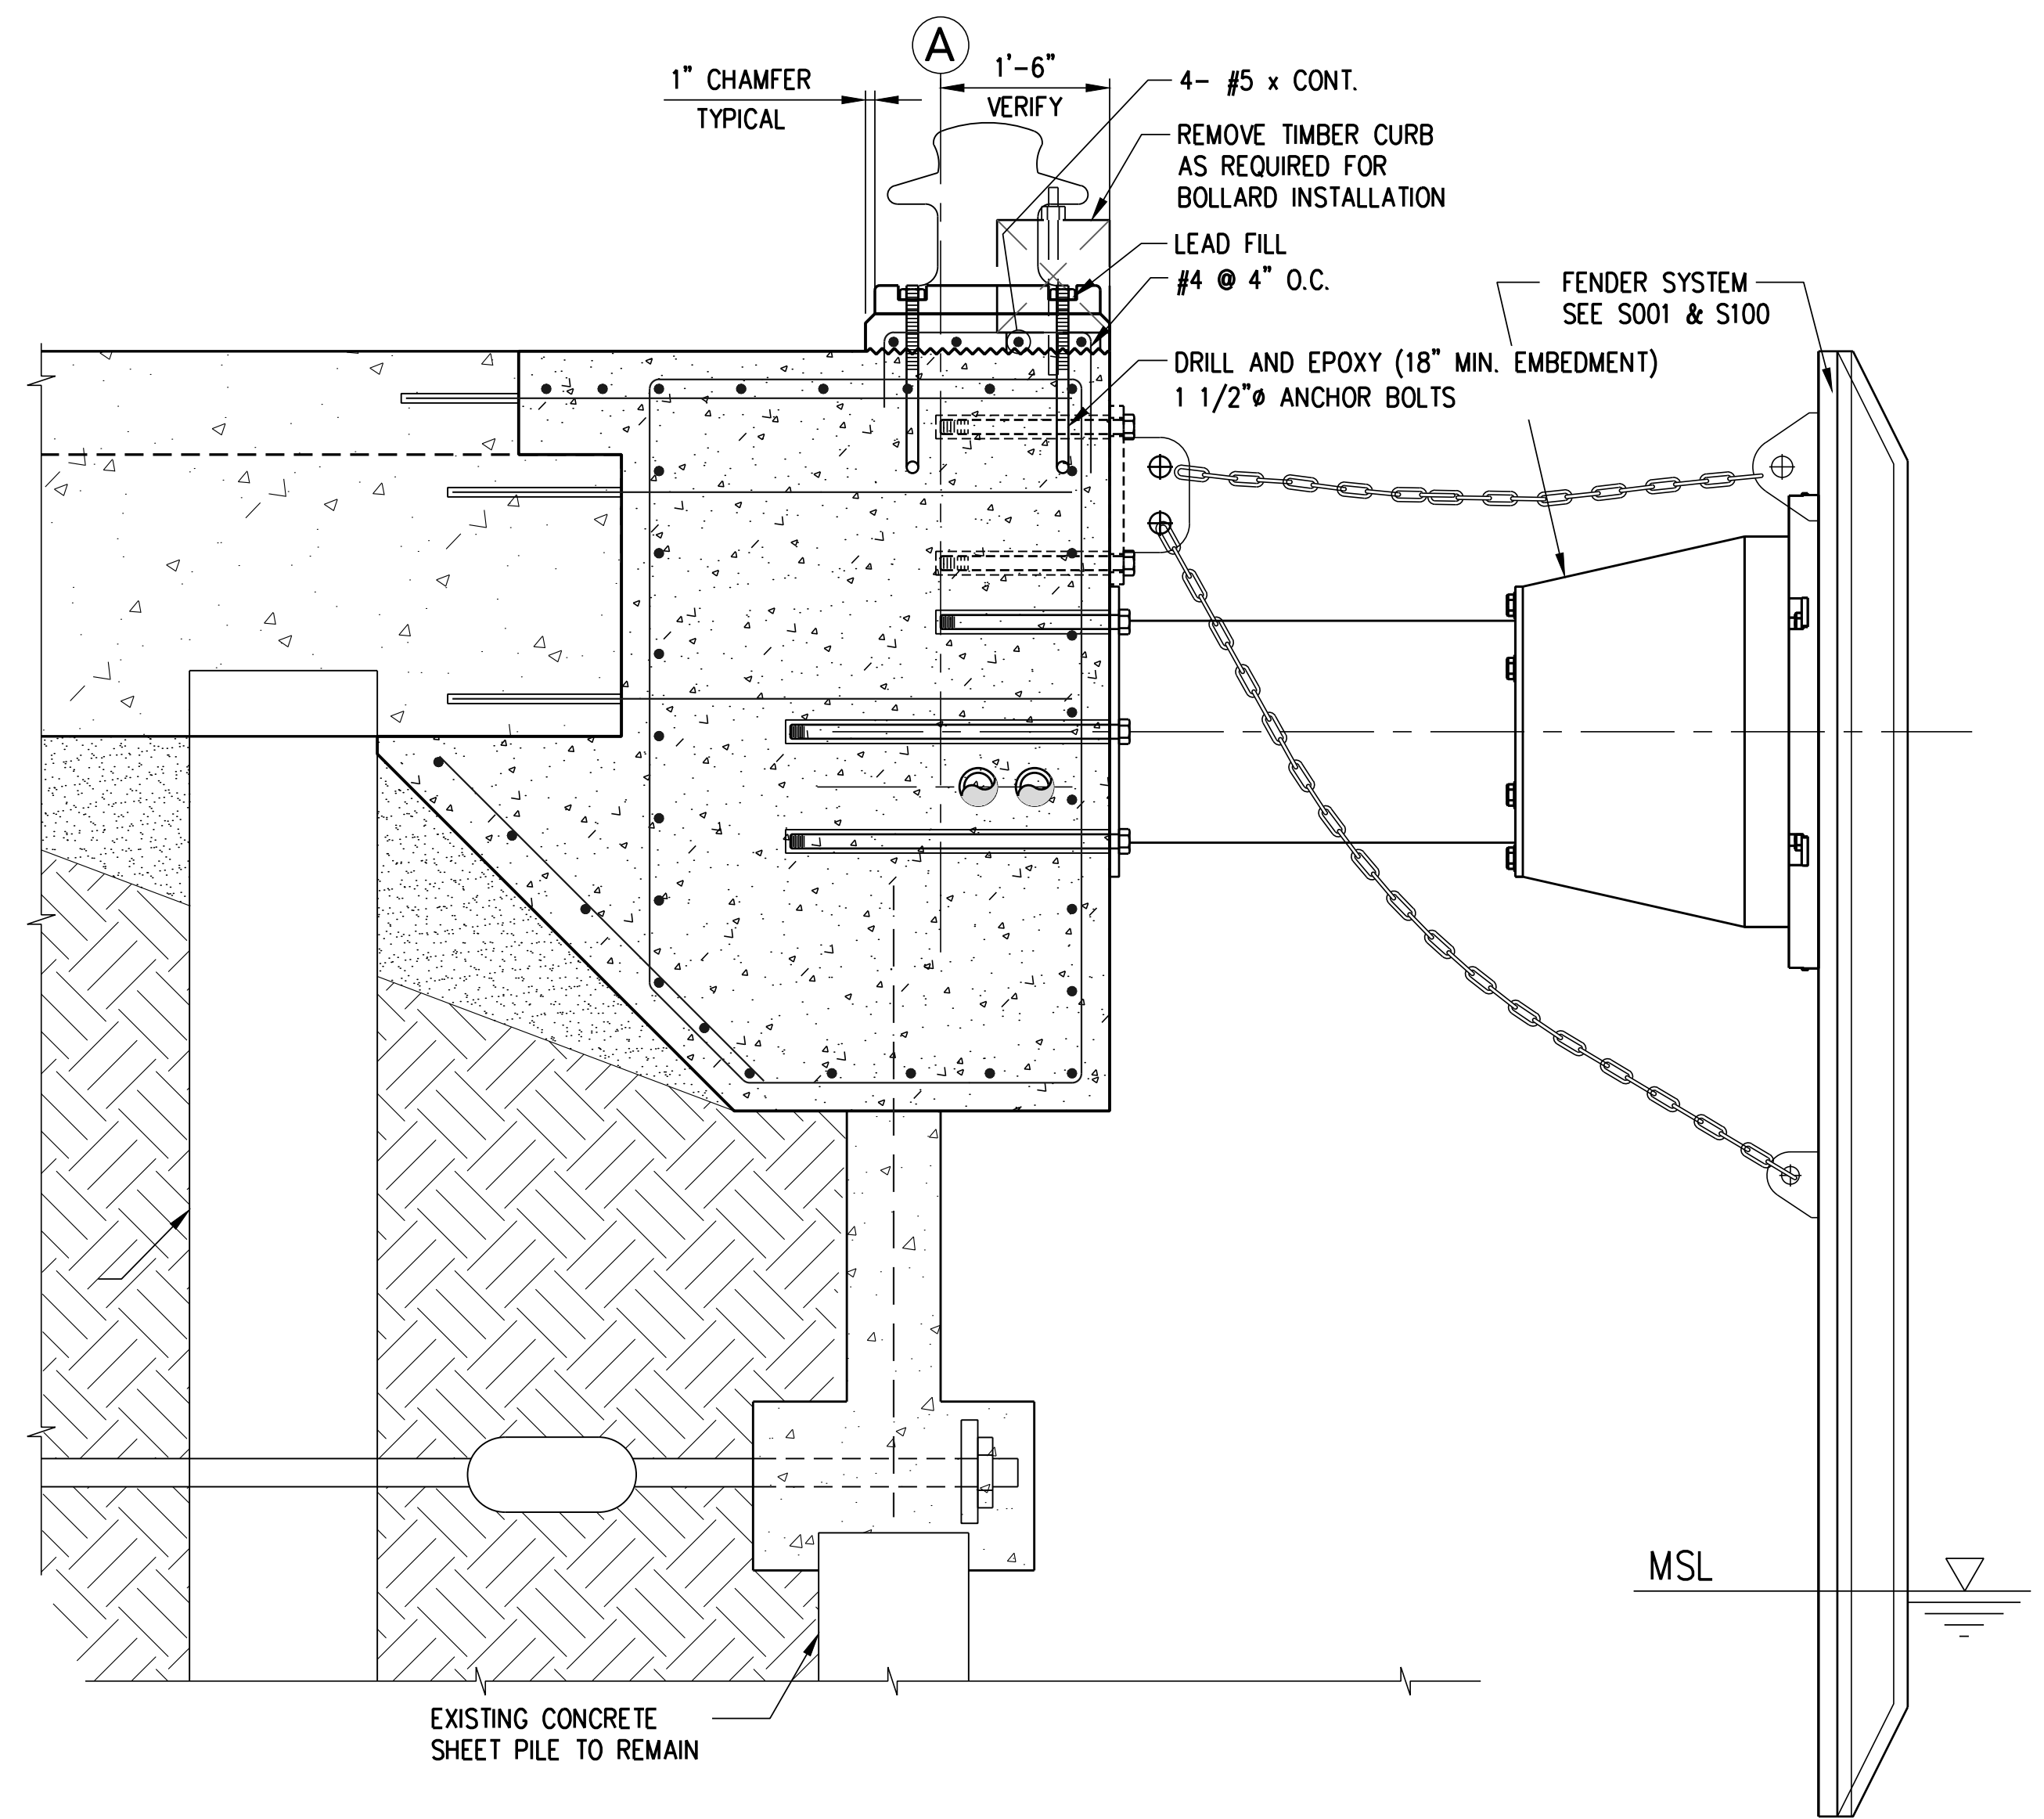 A
1" CHAMFER
TYPICAL
1'-6"
VERIFY
4- #5 x CONT.
REMOVE TIMBER CURB
AS REQUIRED FOR
BOLLARD INSTALLATION
LEAD FILL
#4 @ 4" O.C.
FENDER SYSTEM
SEE S001 & S100
DRILL AND EPOXY (18" MIN. EMBEDMENT)
1 1/2"ø ANCHOR BOLTS
MSL
EXISTING CONCRETE
SHEET PILE TO REMAIN